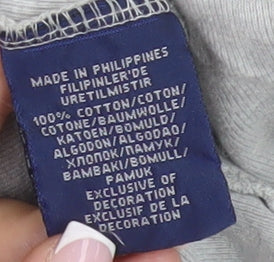 MADE IN PHILIPPINES
FILIPINLER'DE
URETILMISTIR
100% COTTON/COTON/
COTONE/BAUMWOLLE/
KATOEN/BOMULD/
ALGODON/ALGODAO/
ХЛОПОК/ПАМУК/
BAMBAKI/BOMULL/
PAMUK
EXCLUSIVE OF
DECORATION
EXCLUSIF DE LA
DECORATION